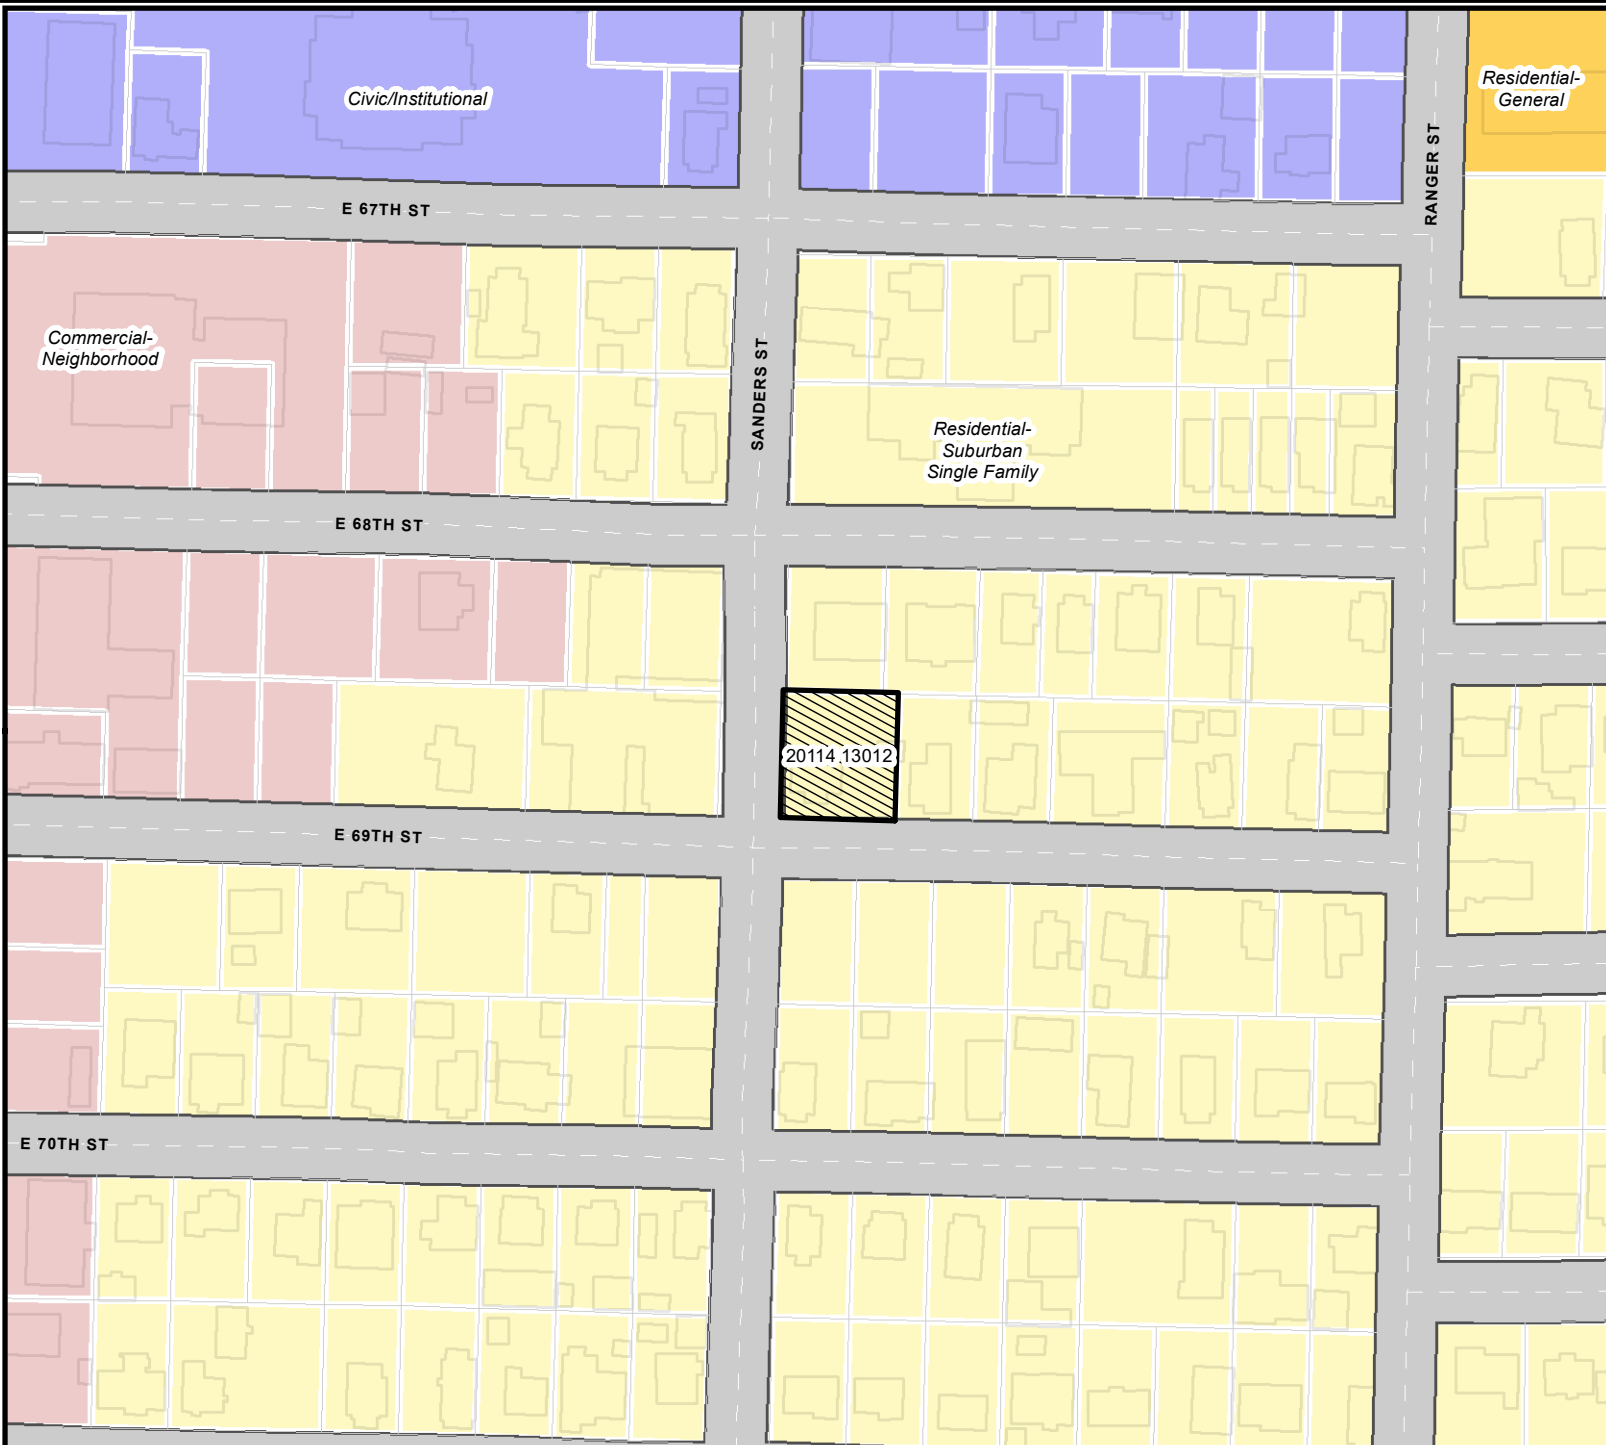 Civic/Institutional
Residential-
General
RANGER ST
E 67TH ST
Commercial-
Neighborhood
SANDERS ST
Residential-
Suburban
Single Family
E 68TH ST
20114 13012
E 69TH ST
E 70TH ST